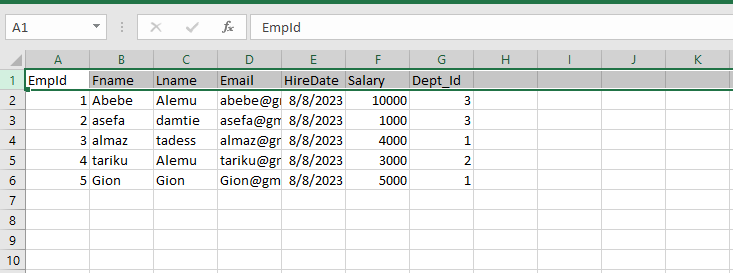 A1 fx EmpId
A B C D E F G H I J K
1 EmpId Fname Lname Email HireDate Salary Dept_Id
2 1 Abebe Alemu abebe@gr 8/8/2023 10000 3
3 2 asefa damtie asefa@gm 8/8/2023 1000 3
4 3 almaz tadess almaz@gr 8/8/2023 4000 1
5 4 tariku Alemu tariku@gr 8/8/2023 3000 2
6 5 Gion Gion Gion@gm 8/8/2023 5000 1
7
8
9
10